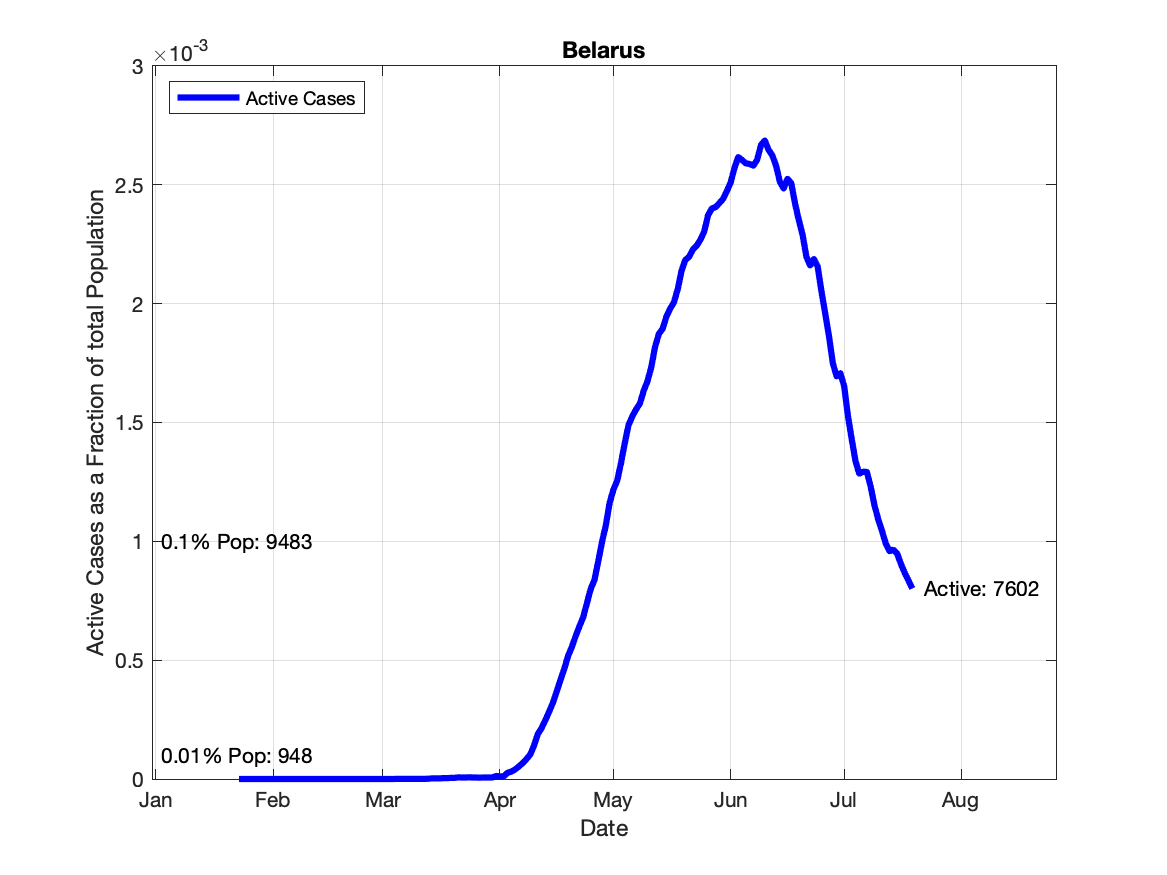 Belarus
×10-3
3
Active Cases
2.5
2
1.5
1
0.5
0
0.1% Pop: 9483
Active: 7602
0.01% Pop: 948
Active Cases as a Fraction of total Population
Jan Feb Mar Apr May Jun Jul Aug
Date